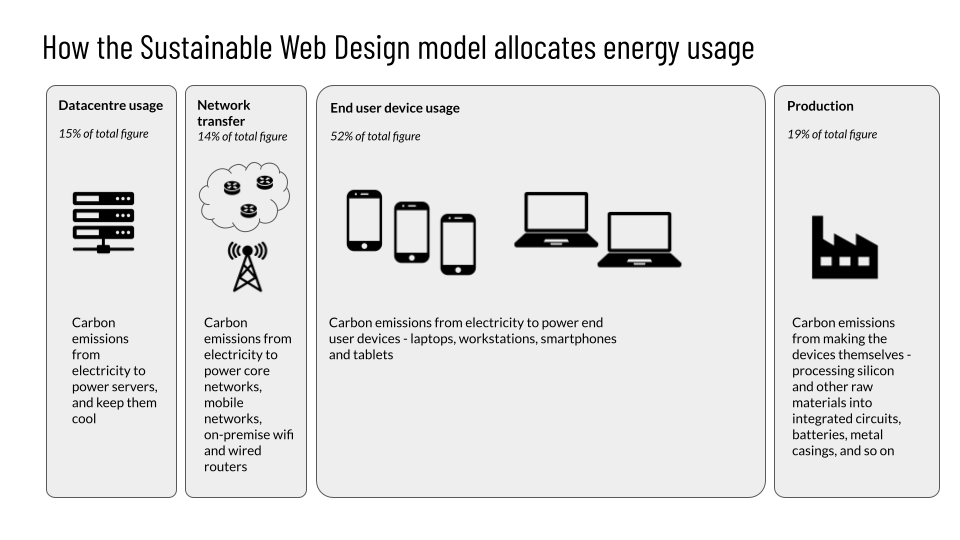 How the Sustainable Web Design model allocates energy usage
Datacentre usage
15% of total figure
Carbon
emissions
from
electricity to
power servers,
and keep them
cool
Network
transfer
14% of total figure
Carbon
emissions from
electricity to
power core
networks,
mobile
networks,
on-premise wifi
and wired
routers
End user device usage
52% of total figure
Carbon emissions from electricity to power end
user devices - laptops, workstations, smartphones
and tablets
Production
19% of total figure
Carbon emissions
from making the
devices themselves -
processing silicon
and other raw
materials into
integrated circuits,
batteries, metal
casings, and so on